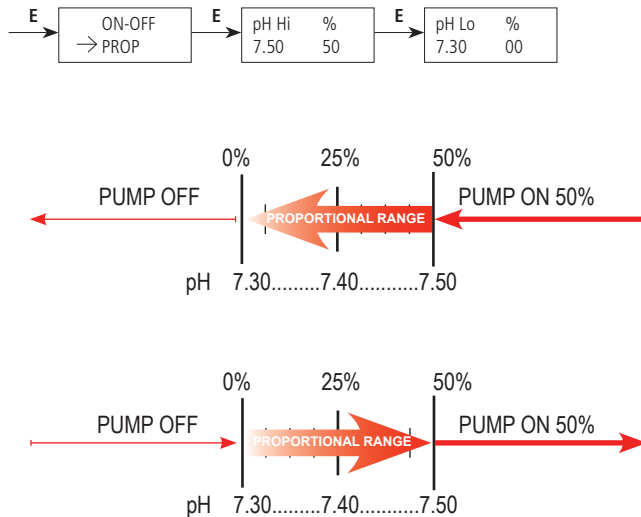 E ON-OFF E pH Hi % E pH Lo %
→ PROP 7.50 50 7.30 00
0% 25% 50%
PUMP OFF PROPORTIONAL RANGE PUMP ON 50%
pH 7.30.........7.40...........7.50
0% 25% 50%
PUMP OFF PROPORTIONAL RANGE PUMP ON 50%
pH 7.30.........7.40...........7.50